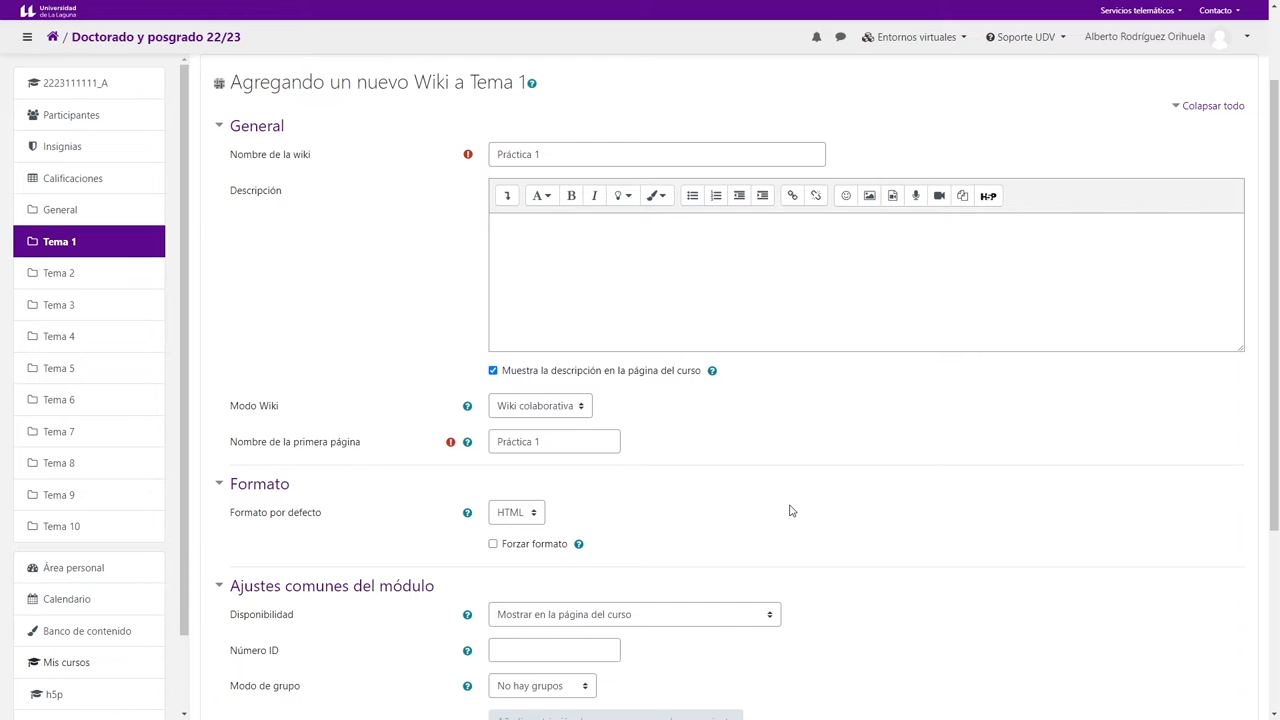 Universidad
de La Laguna
Servicios telemáticos
Contacto
/ Doctorado y posgrado 22/23
Entornos virtuales
Soporte UDV
Alberto Rodríguez Orihuela
2223111111_A
Participantes
Insignias
Calificaciones
General
Tema 1
Tema 2
Tema 3
Tema 4
Tema 5
Tema 6
Tema 7
Tema 8
Tema 9
Tema 10
Área personal
Calendario
Banco de contenido
Mis cursos
h5p
Agregando un nuevo Wiki a Tema 1
Colapsar todo
General
Nombre de la wiki
Práctica 1
Descripción
H5P
Muestra la descripción en la página del curso
Modo Wiki
Wiki colaborativa
Nombre de la primera página
Práctica 1
Formato
Formato por defecto
HTML
Forzar formato
Ajustes comunes del módulo
Disponibilidad
Mostrar en la página del curso
Número ID
Modo de grupo
No hay grupos